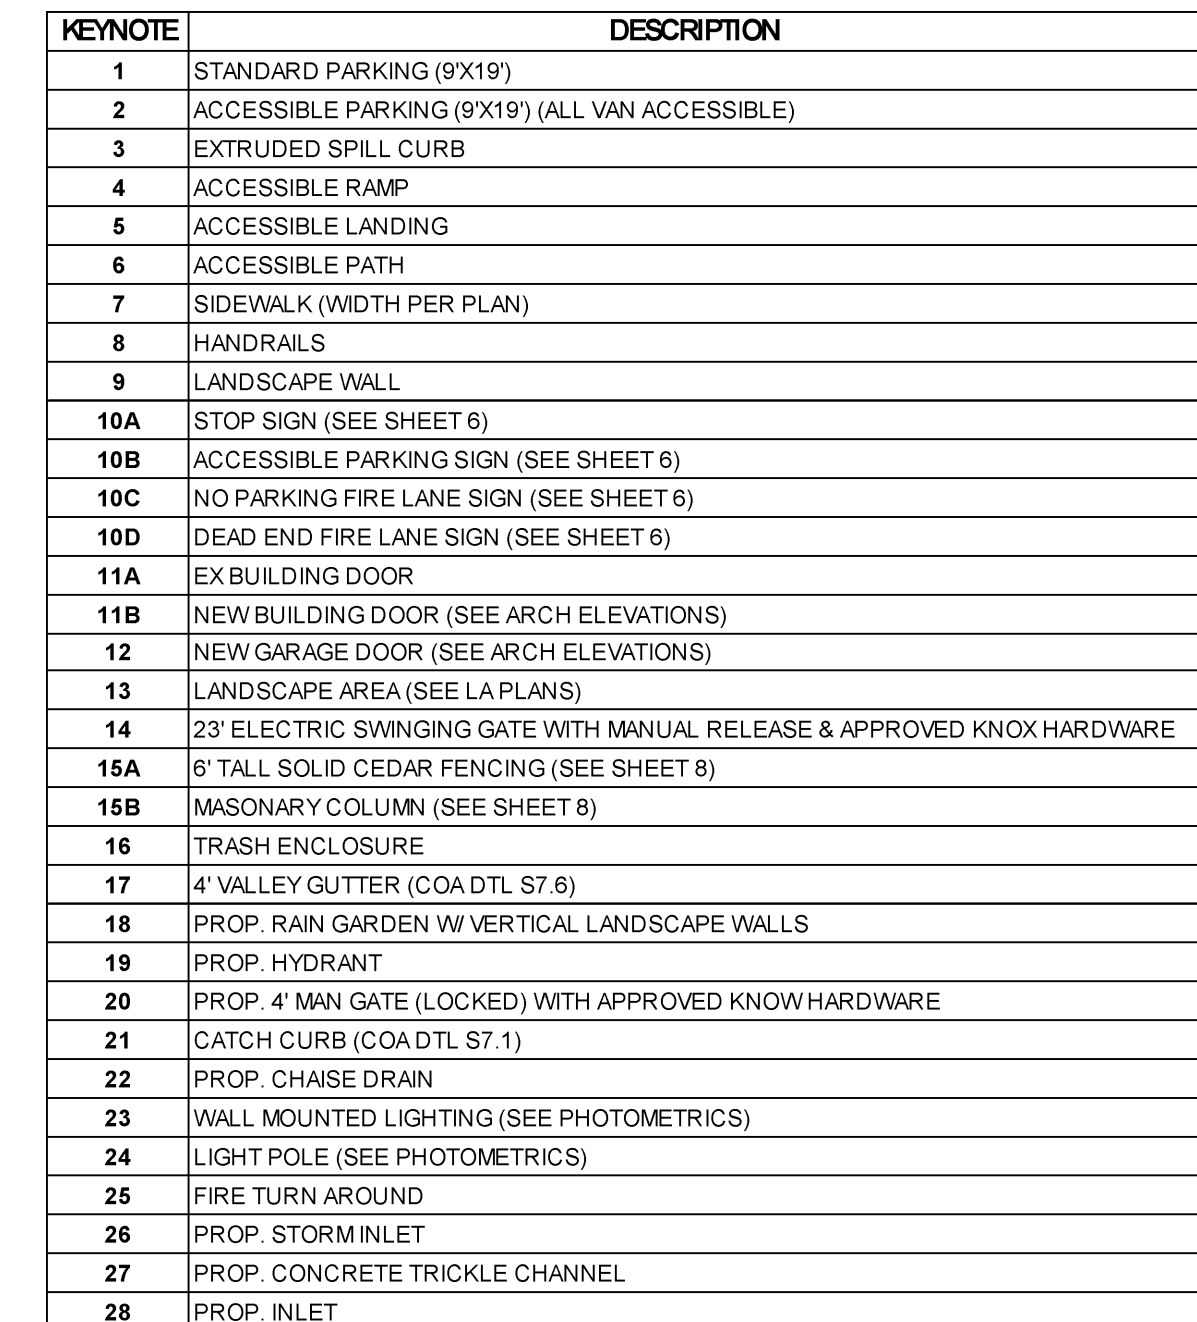 KEYNOTE DESCRIPTION
1 STANDARD PARKING (9'X19')
2 ACCESSIBLE PARKING (9'X19') (ALL VAN ACCESSIBLE)
3 EXTRUDED SPILL CURB
4 ACCESSIBLE RAMP
5 ACCESSIBLE LANDING
6 ACCESSIBLE PATH
7 SIDEWALK (WIDTH PER PLAN)
8 HANDRAILS
9 LANDSCAPE WALL
10A STOP SIGN (SEE SHEET 6)
10B ACCESSIBLE PARKING SIGN (SEE SHEET 6)
10C NO PARKING FIRE LANE SIGN (SEE SHEET 6)
10D DEAD END FIRE LANE SIGN (SEE SHEET 6)
11A EX BUILDING DOOR
11B NEW BUILDING DOOR (SEE ARCH ELEVATIONS)
12 NEW GARAGE DOOR (SEE ARCH ELEVATIONS)
13 LANDSCAPE AREA (SEE LA PLANS)
14 23' ELECTRIC SWINGING GATE WITH MANUAL RELEASE & APPROVED KNOX HARDWARE
15A 6' TALL SOLID CEDAR FENCING (SEE SHEET 8)
15B MASONARY COLUMN (SEE SHEET 8)
16 TRASH ENCLOSURE
17 4' VALLEY GUTTER (COA DTL S7.6)
18 PROP. RAIN GARDEN W/ VERTICAL LANDSCAPE WALLS
19 PROP. HYDRANT
20 PROP. 4' MAN GATE (LOCKED) WITH APPROVED KNOW HARDWARE
21 CATCH CURB (COA DTL S7.1)
22 PROP. CHAISE DRAIN
23 WALL MOUNTED LIGHTING (SEE PHOTOMETRICS)
24 LIGHT POLE (SEE PHOTOMETRICS)
25 FIRE TURN AROUND
26 PROP. STORM INLET
27 PROP. CONCRETE TRICKLE CHANNEL
28 PROP. INLET